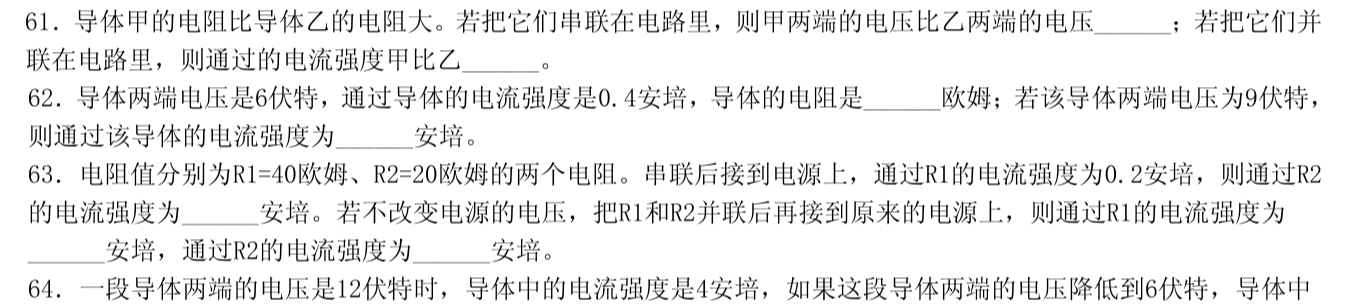 61. 导体甲的电阻比导体乙的电阻大。若把它们串联在电路里，则甲两端的电压比乙两端的电压______；若把它们并
联在电路里，则通过的电流强度甲比乙______。
62. 导体两端电压是6伏特，通过导体的电流强度是0.4安培，导体的电阻是______欧姆；若该导体两端电压为9伏特，
则通过该导体的电流强度为______安培。
63. 电阻值分别为R1=40欧姆、R2=20欧姆的两个电阻。串联后接到电源上，通过R1的电流强度为0.2安培，则通过R2
的电流强度为______安培。若不改变电源的电压，把R1和R2并联后再接到原来的电源上，则通过R1的电流强度为
______安培，通过R2的电流强度为______安培。
64. 一段导体两端的电压是12伏特时，导体中的电流强度是4安培，如果这段导体两端的电压降低到6伏特，导体中